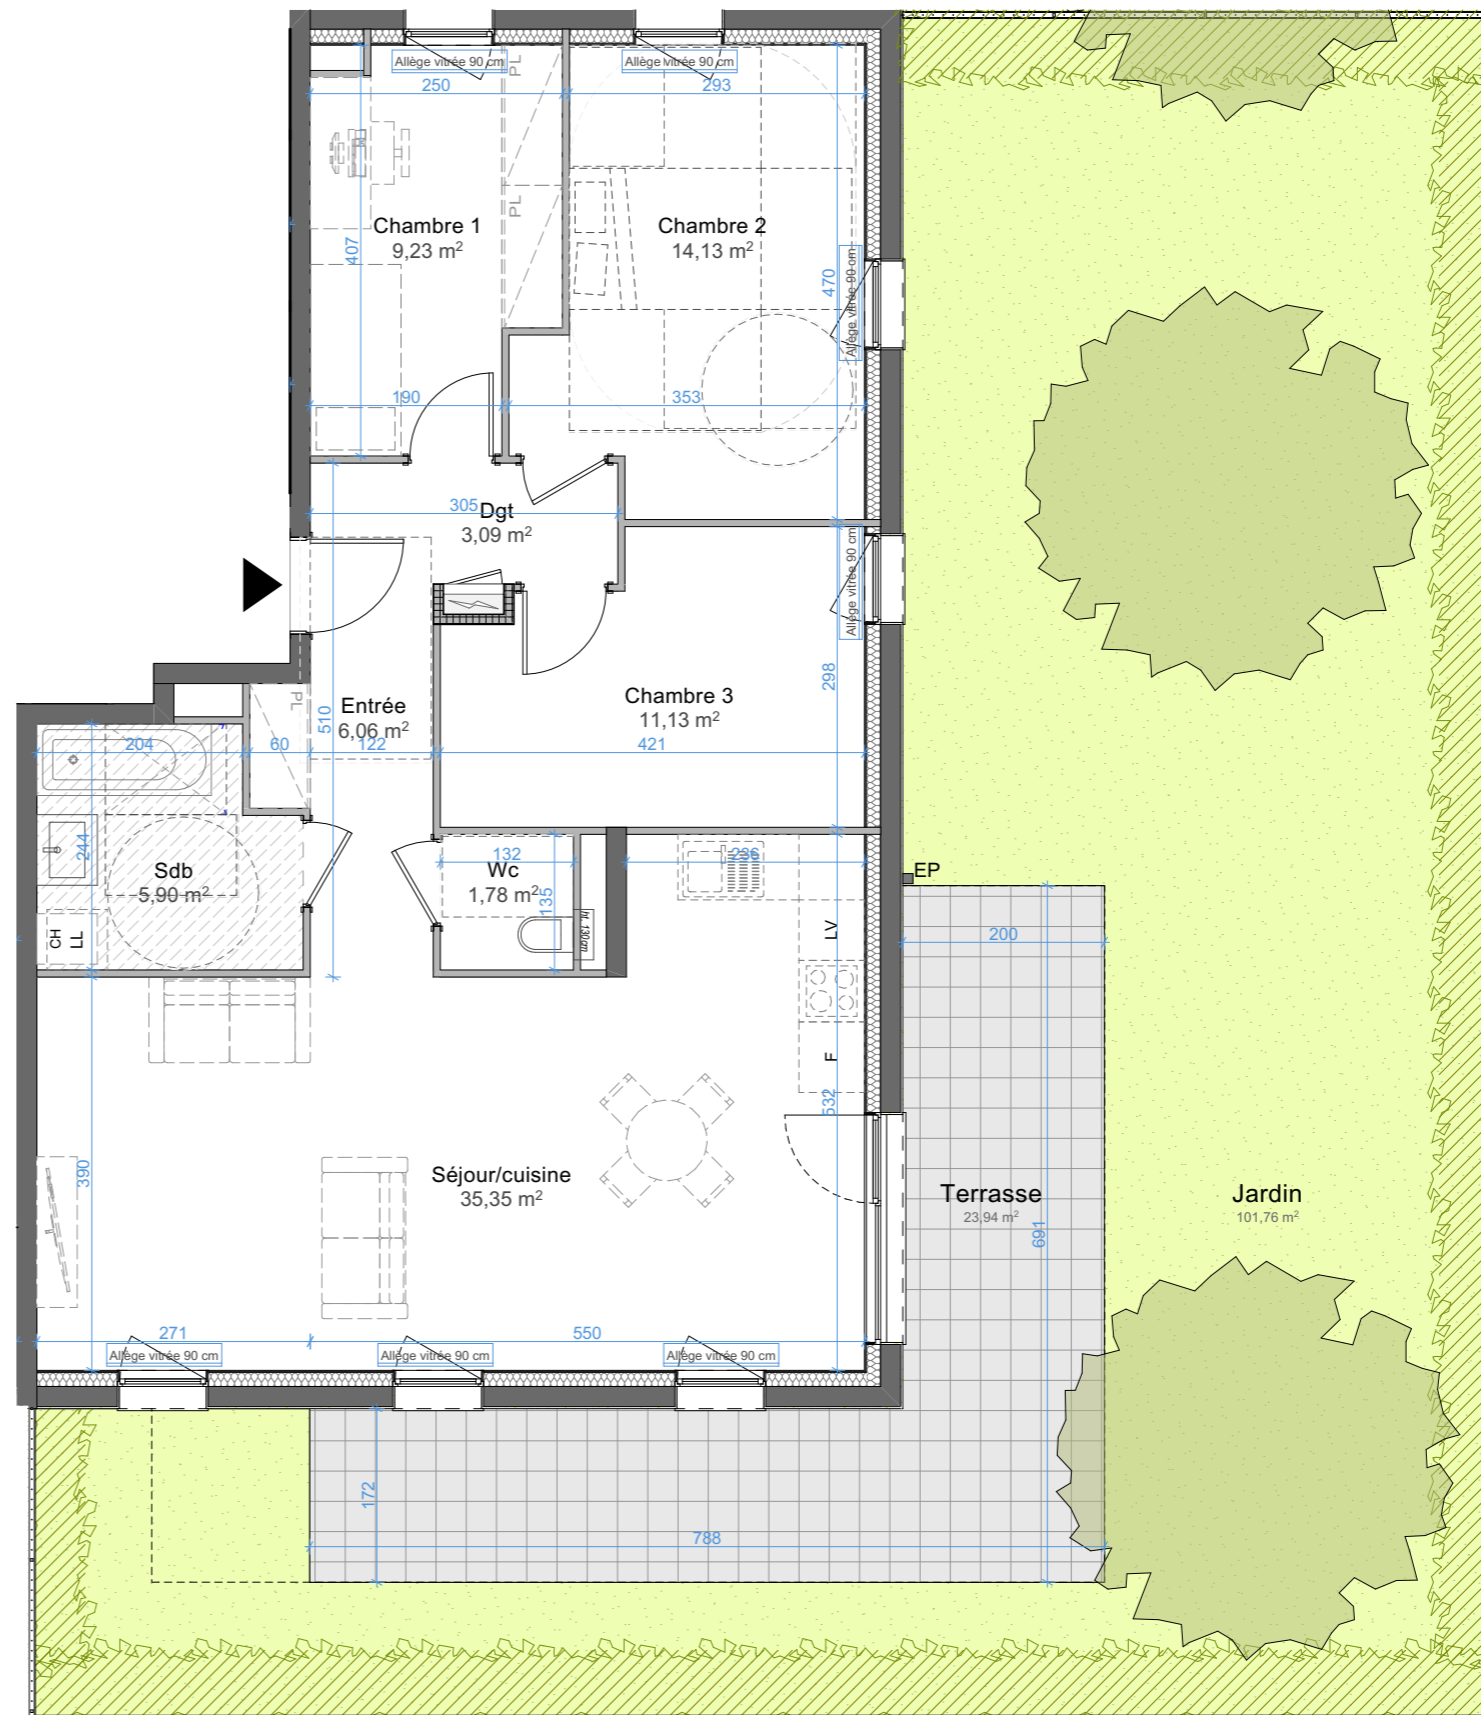 Allège vitrée 90 cm
Allège vitrée 90 cm
250
293
PL
PL
Chambre 1
9,23 m²
Chambre 2
14,13 m²
407
470
Allège vitrée 90 cm
190
353
305
Dgt
3,09 m²
Allège vitrée 90 cm
298
Chambre 3
11,13 m²
PL
Entrée
6,06 m²
510
204
60
122
421
244
Sdb
5,90 m²
132
Wc
1,78 m²
135
ht. 130cm
236
EP
CH
LL
LV
200
F
532
390
Séjour/cuisine
35,35 m²
Terrasse
23,94 m²
691
Jardin
101,76 m²
271
550
Allège vitrée 90 cm
Allège vitrée 90 cm
Allège vitrée 90 cm
172
788